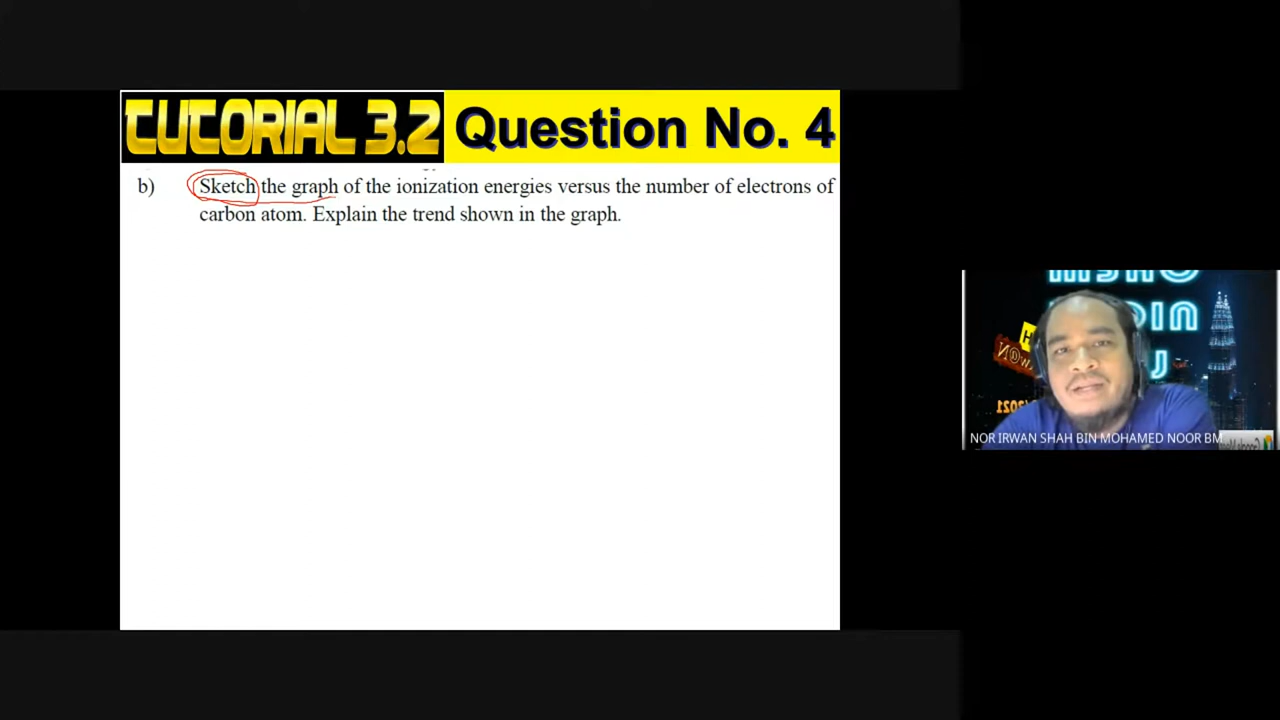 TUTORIAL 3.2 Question No. 4
b) Sketch the graph of the ionization energies versus the number of electrons of
carbon atom. Explain the trend shown in the graph.
2021
NOR IRWAN SHAH BIN MOHAMED NOOR BM